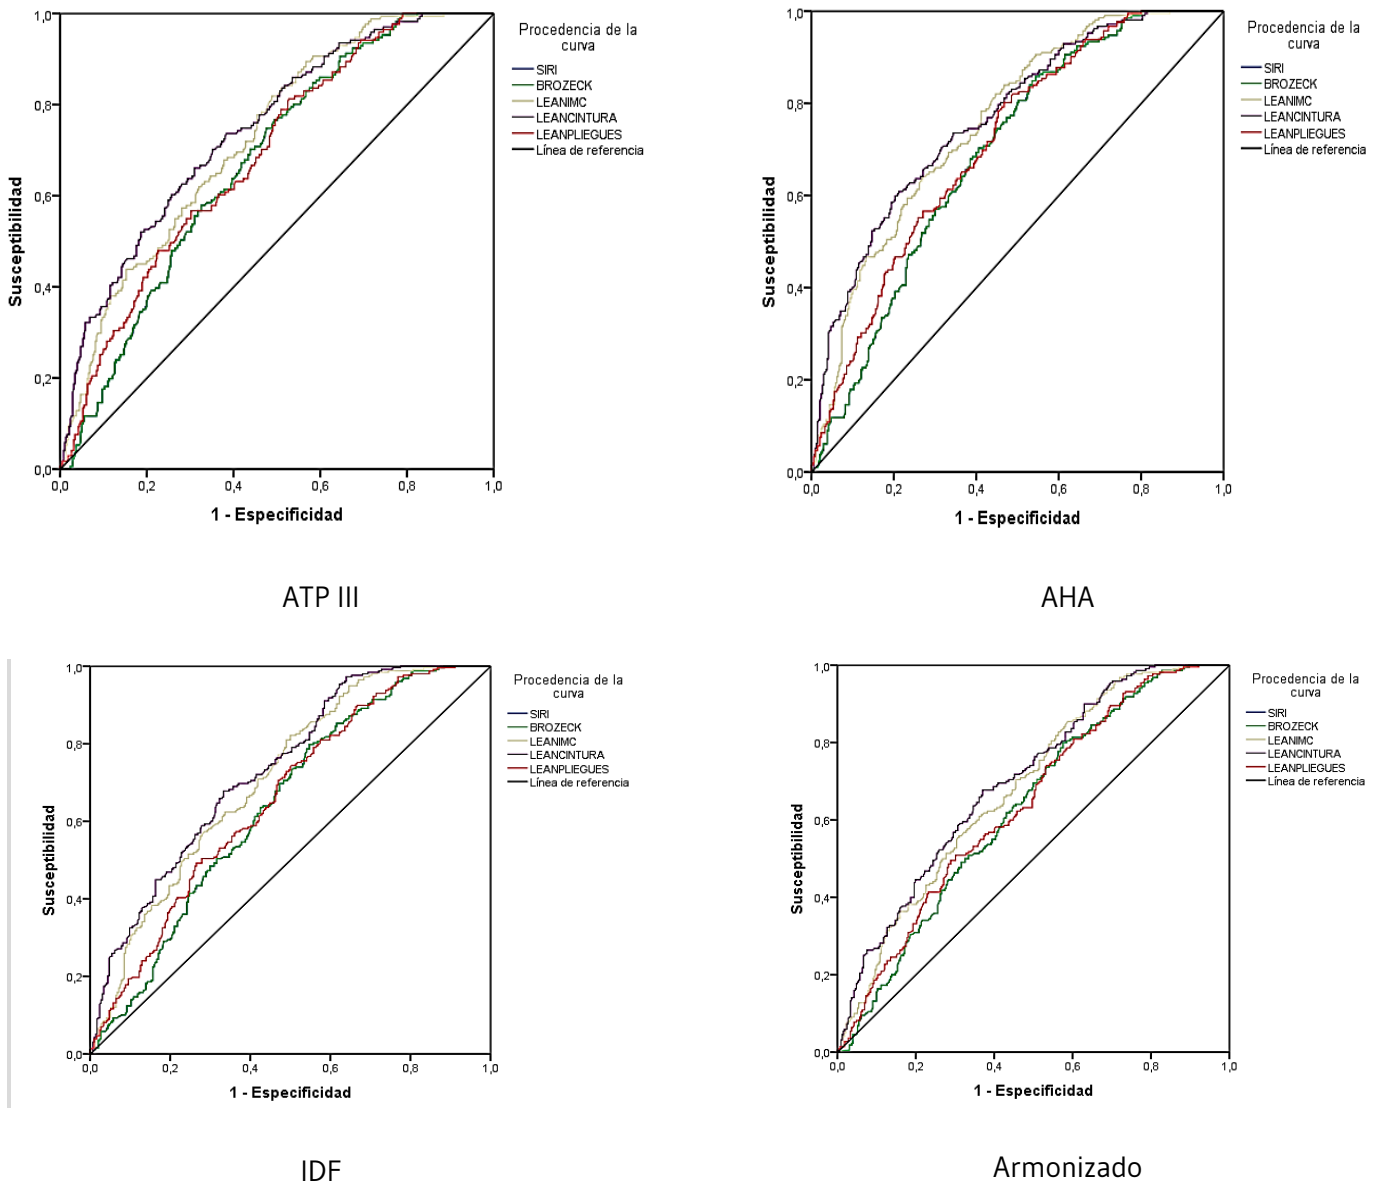 Procedencia de la
curva
SIRI
BROZECK
LEANIMC
LEANCINTURA
LEANPLIEGUES
Línea de referencia
Susceptibilidad
1,0
0,8
0,6
0,4
0,2
0,0
0,0 0,2 0,4 0,6 0,8 1,0
1 - Especificidad
ATP III
Procedencia de la
curva
SIRI
BROZECK
LEANIMC
LEANCINTURA
LEANPLIEGUES
Línea de referencia
Susceptibilidad
1,0
0,8
0,6
0,4
0,2
0,0
0,0 0,2 0,4 0,6 0,8 1,0
1 - Especificidad
AHA
Procedencia de la
curva
SIRI
BROZECK
LEANIMC
LEANCINTURA
LEANPLIEGUES
Línea de referencia
Susceptibilidad
1,0
0,8
0,6
0,4
0,2
0,0
0,0 0,2 0,4 0,6 0,8 1,0
1 - Especificidad
IDF
Procedencia de la
curva
SIRI
BROZECK
LEANIMC
LEANCINTURA
LEANPLIEGUES
Línea de referencia
Susceptibilidad
1,0
0,8
0,6
0,4
0,2
0,0
0,0 0,2 0,4 0,6 0,8 1,0
1 - Especificidad
Armonizado